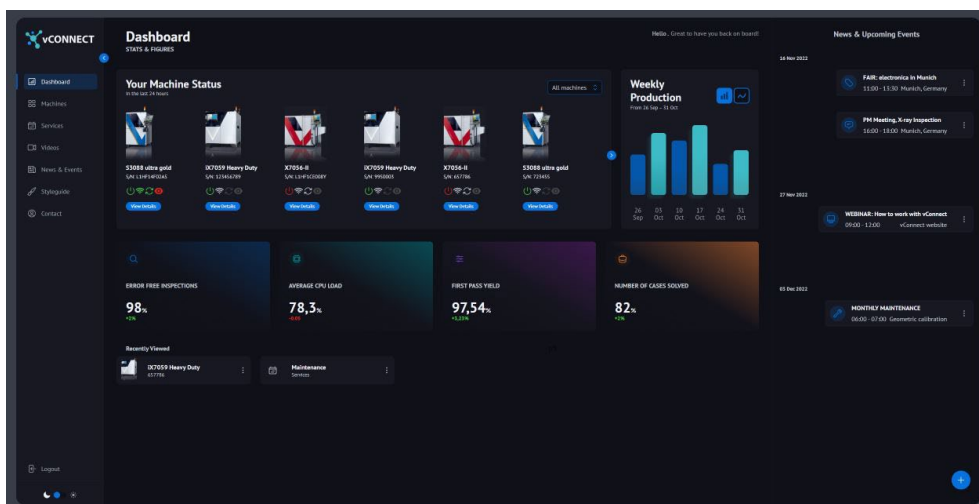 vCONNECT
Dashboard
Machines
Services
Videos
News & Events
Styleguide
Contact
Logout
Dashboard
STATS & FIGURES
Hello.. Great to have you back on board!
Your Machine Status
In the last 24 hours
All machines
S3088 ultra gold
S/N: L1HF14F02A5
View Details
iX7059 Heavy Duty
S/N: 123456789
View Details
X7056-II
View Details
iX7059 Heavy Duty
S/N: 9950003
View Details
X7056-II
S/N: 657786
View Details
S3088 ultra gold
S/N: 723455
View Details
Weekly
Production
From 26 Sep - 31 Oct
26 03 10 17 24 31
Sep Oct Oct Oct Oct Oct
ERROR FREE INSPECTIONS
98%
+2%
AVERAGE CPU LOAD
78,3%
FIRST PASS YIELD
97,54%
+5,25%
NUMBER OF CASES SOLVED
82%
+2%
Recently Viewed
iX7059 Heavy Duty
657786
Maintenance
Services
News & Upcoming Events
16 Nov 2022
FAIR: electronica in Munich
11:00 - 13:30 Munich, Germany
PM Meeting, X-ray Inspection
16:00 - 18:00 Munich, Germany
27 Nov 2022
WEBINAR: How to work with vConnect
09:00 - 12:00 vConnect website
03 Dec 2022
MONTHLY MAINTENANCE
06:00 - 07:00 Geometric calibration